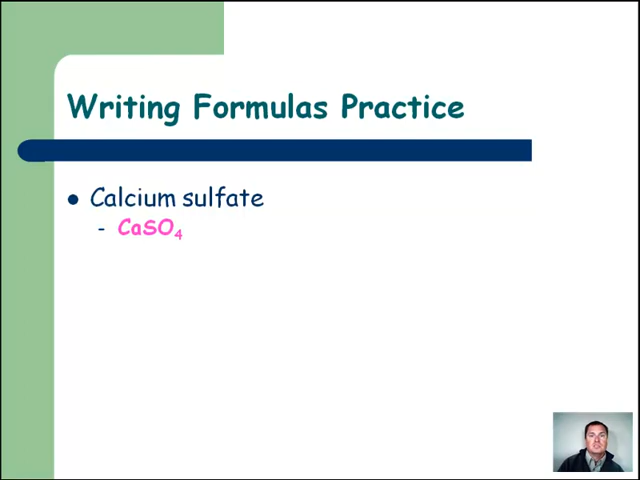 Writing Formulas Practice
● Calcium sulfate
- CaSO₄